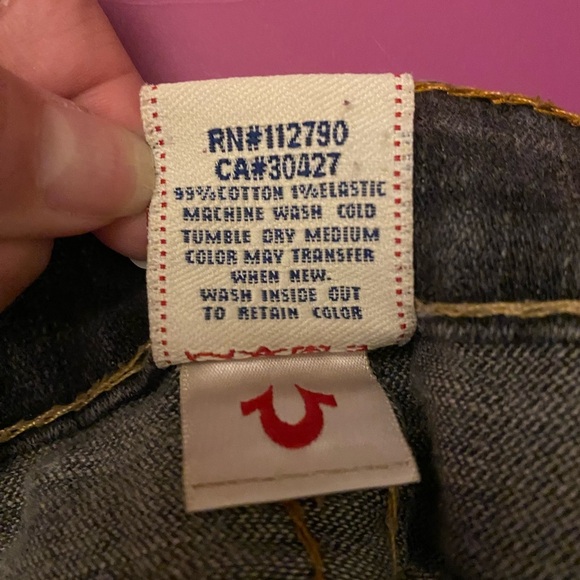 RN#112790
CA#30427
99%COTTON 1%ELASTIC
MACHINE WASH COLD
TUMBLE DRY MEDIUM
COLOR MAY TRANSFER
WHEN NEW.
WASH INSIDE OUT
TO RETAIN COLOR